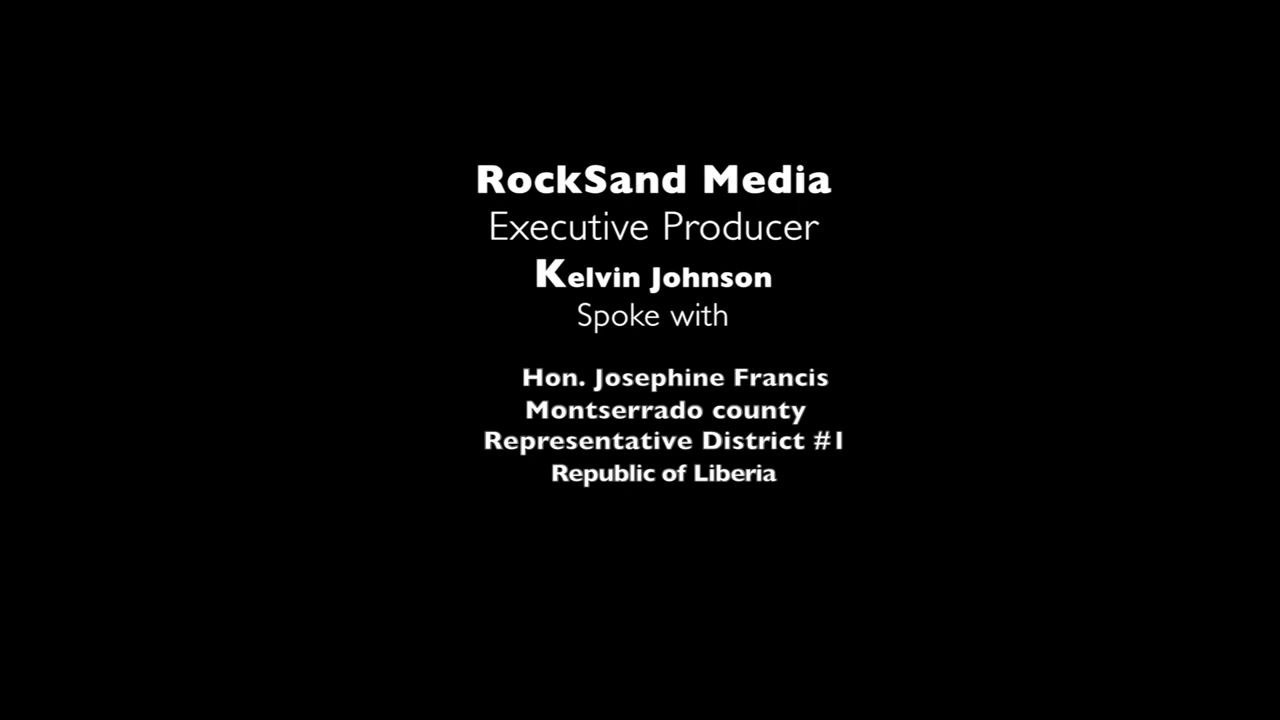 RockSand Media
Executive Producer
Kelvin Johnson
Spoke with
Hon. Josephine Francis
Montserrado county
Representative District #1
Republic of Liberia